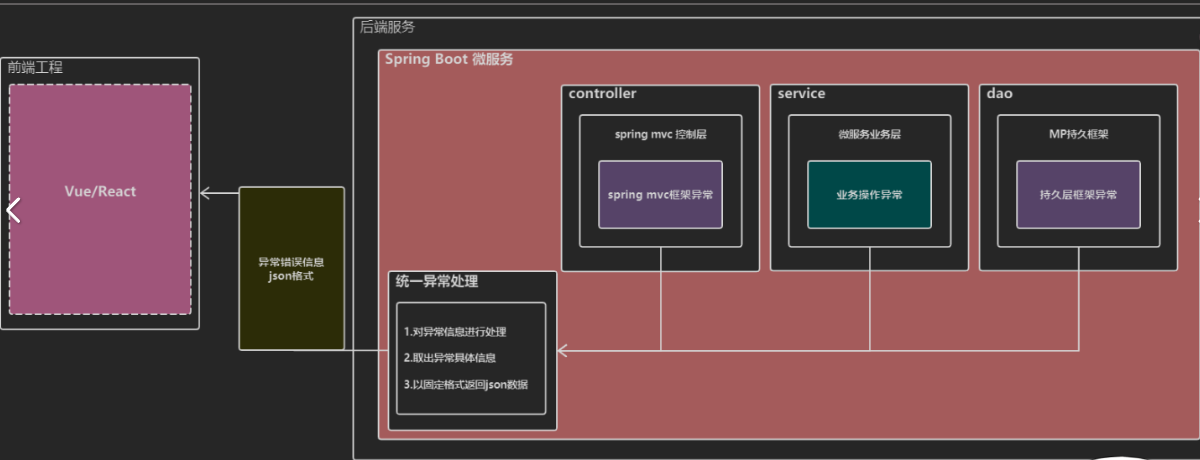 后端服务
Spring Boot 微服务
前端工程
Vue/React
controller
spring mvc 控制层
spring mvc框架异常
service
微服务业务层
业务操作异常
dao
MP持久框架
持久层框架异常
异常错误信息
json格式
统一异常处理
1.对异常信息进行处理
2.取出异常具体信息
3.以固定格式返回json数据